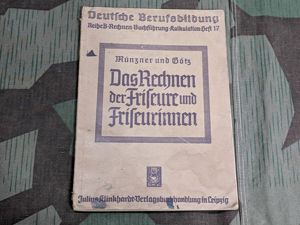 Deutsche Berufsbildung
Reihe B·Rechnen·Buchführung·Kalkulation·Heft 17
Münzner und Götz
Das Rechnen
der Friseure und
Friseurinnen
Julius Klinkhardt·Verlagsbuchhandlung in Leipzig